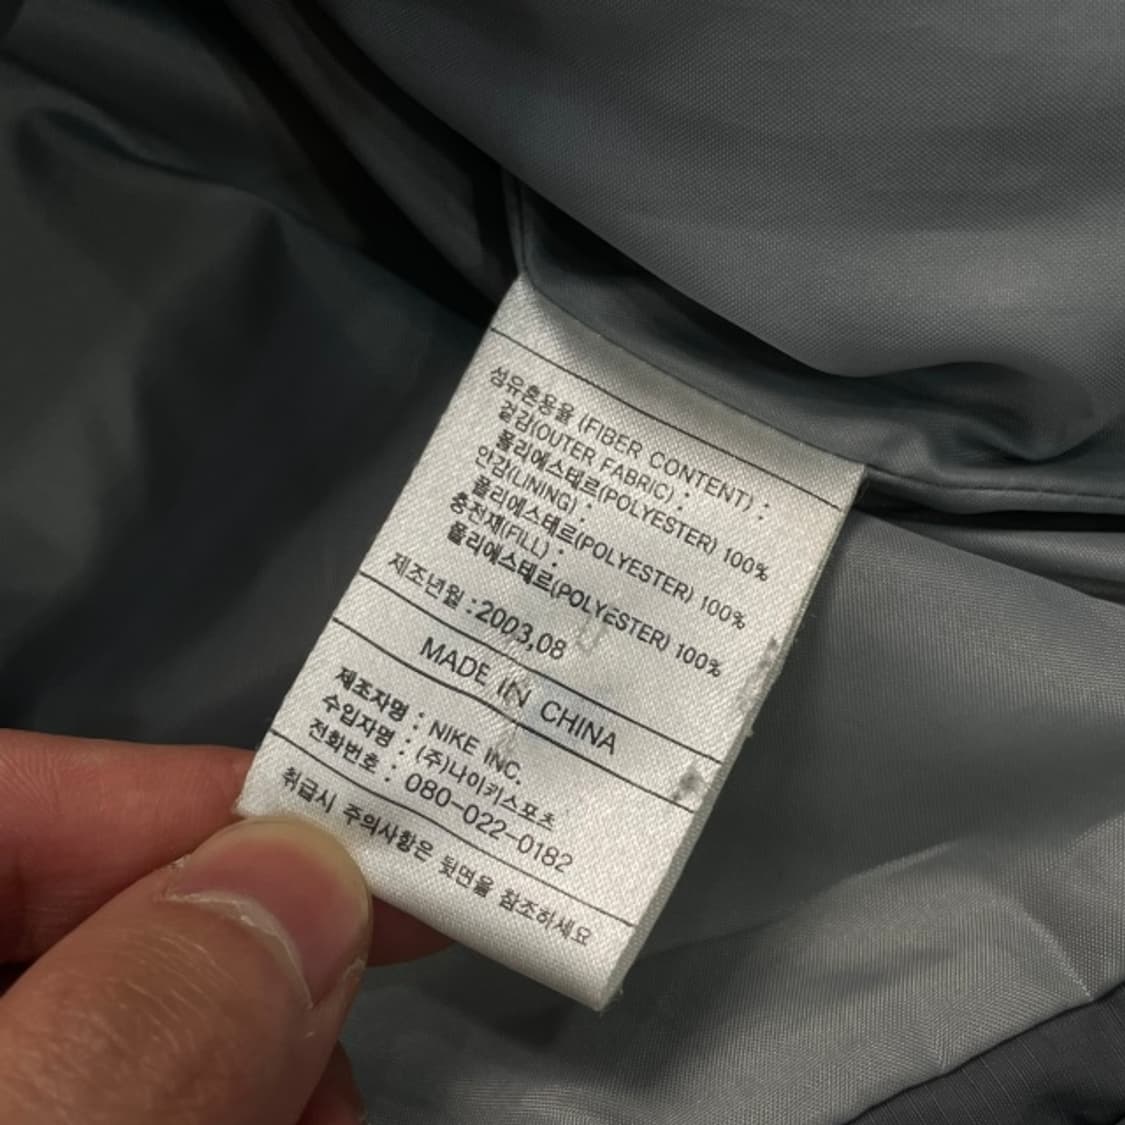 섬유혼용율 (FIBER CONTENT) :
겉감(OUTER FABRIC) :
폴리에스테르(POLYESTER) 100%
안감(LINING) :
폴리에스테르(POLYESTER) 100%
충전재(FILL) :
폴리에스테르(POLYESTER) 100%
제조년월 : 2003,08
MADE IN CHINA
제조자명 : NIKE INC.
수입자명 : (주)나이키스포츠
전화번호 : 080-022-0182
취급시 주의사항은 뒷면을 참조하세요